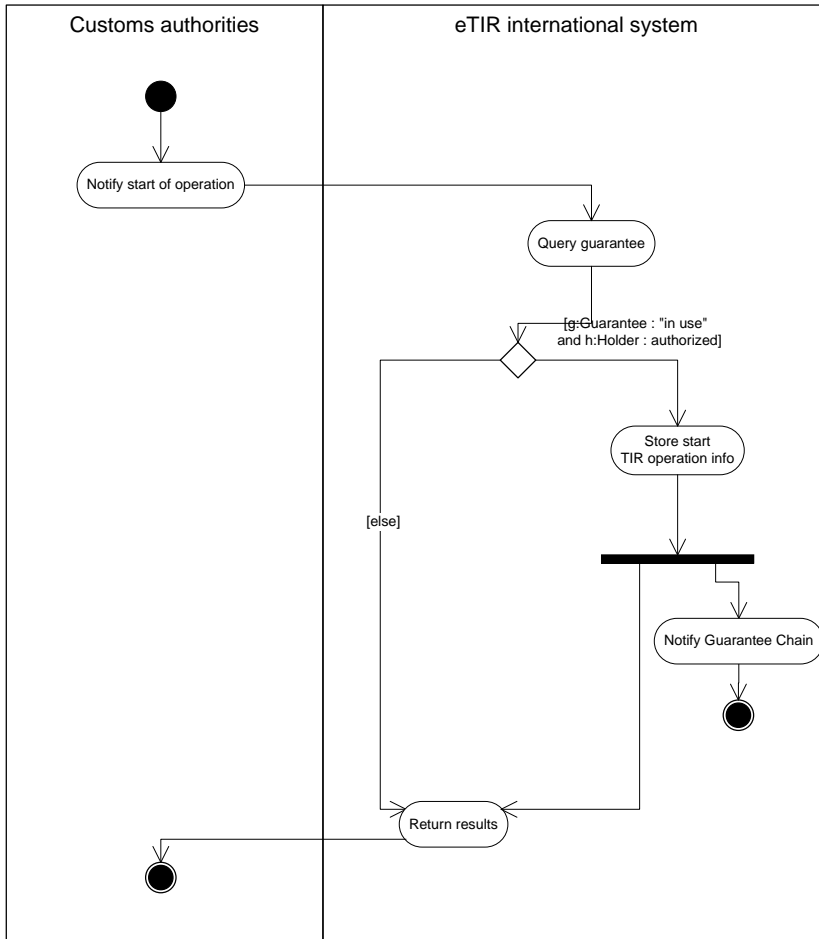 Customs authorities
eTIR international system
Notify start of operation
Query guarantee
[g:Guarantee : "in use"
and h:Holder : authorized]
Store start
TIR operation info
[else]
Notify Guarantee Chain
Return results